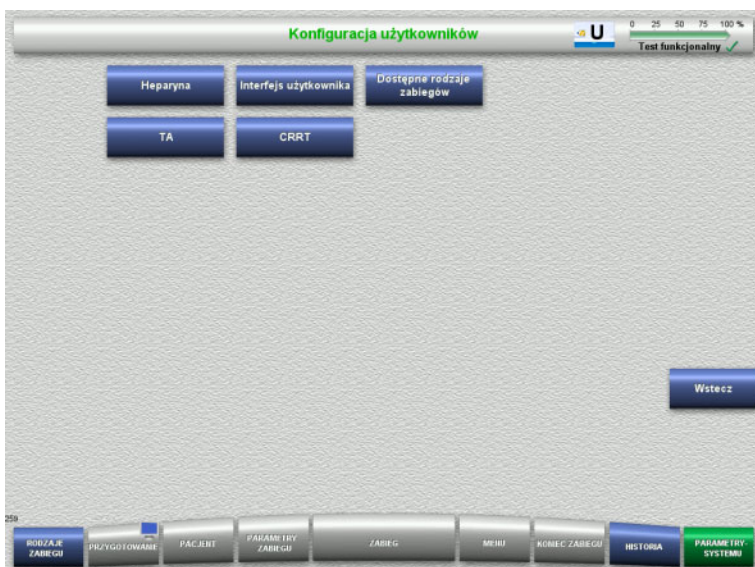 Konfiguracja użytkowników
U
0 25 50 75 100 %
Test funkcjonalny
Heparyna
Interfejs użytkownika
Dostępne rodzaje
zabiegów
TA
CRRT
Wstecz
259
RODZAJE
ZABIEGU
PRZYGOTOWANIE
PACJENT
PARAMETRY
ZABIEGU
ZABIEG
MENU
KONIEC ZABIEGU
HISTORIA
PARAMETRY-
SYSTEMU